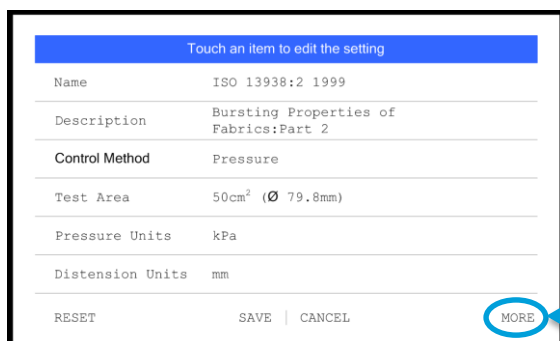 Touch an item to edit the setting
Name ISO 13938:2 1999
Description Bursting Properties of
Fabrics:Part 2
Control Method Pressure
Test Area 50cm² (Ø 79.8mm)
Pressure Units kPa
Distension Units mm
RESET SAVE | CANCEL MORE